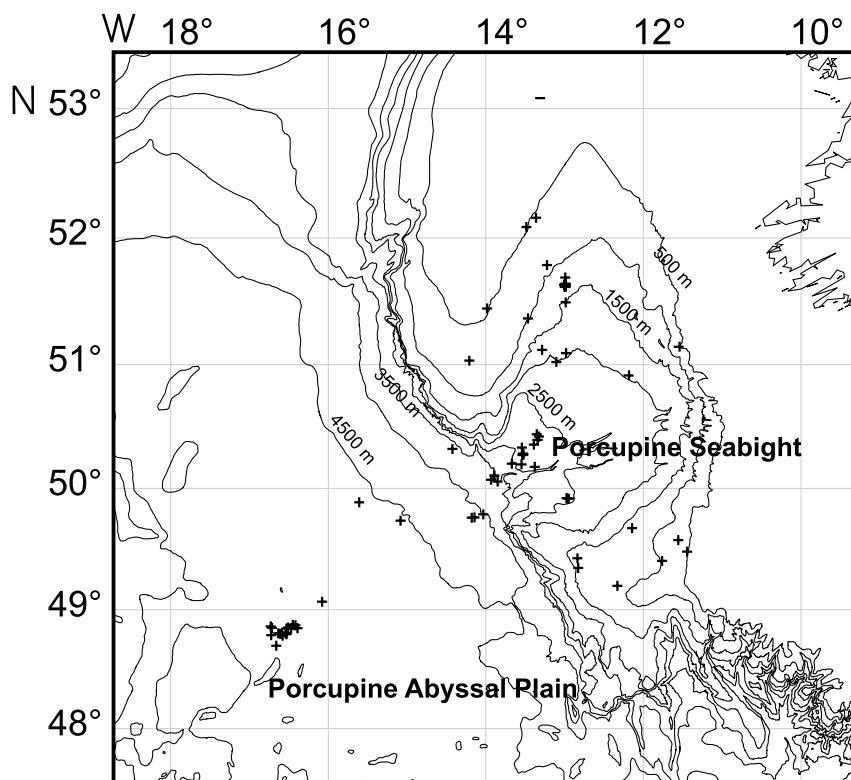 W 18° 16° 14° 12° 10°
N 53°
52°
500 m
1500 m
51°
3500 m
2500 m
4500 m
Porcupine Seabight
50°
49°
Porcupine Abyssal Plain
48°